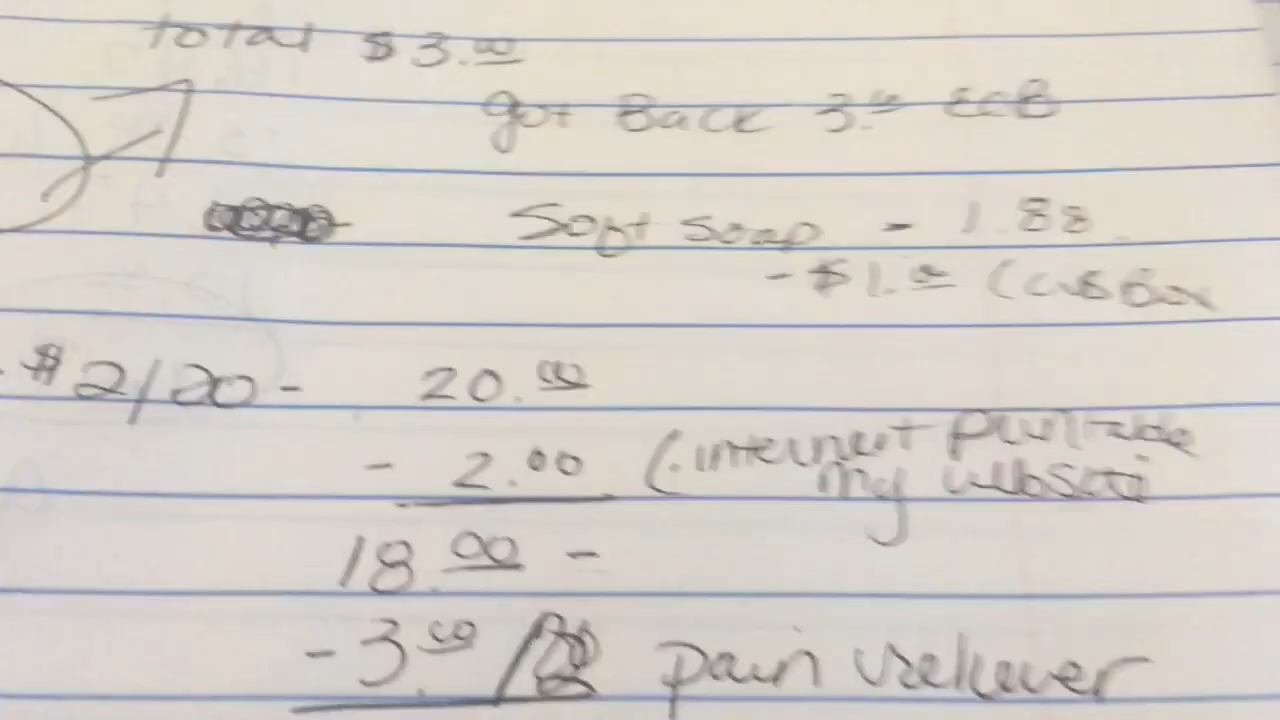 total $3.00
got Back 3.00 ECB
Soft soap - 1.88
- $1.00 (cvs Box
$2/20 - 20.00
- 2.00 (internet printable
my website
18.00 -
- 3.00 / pain reliever